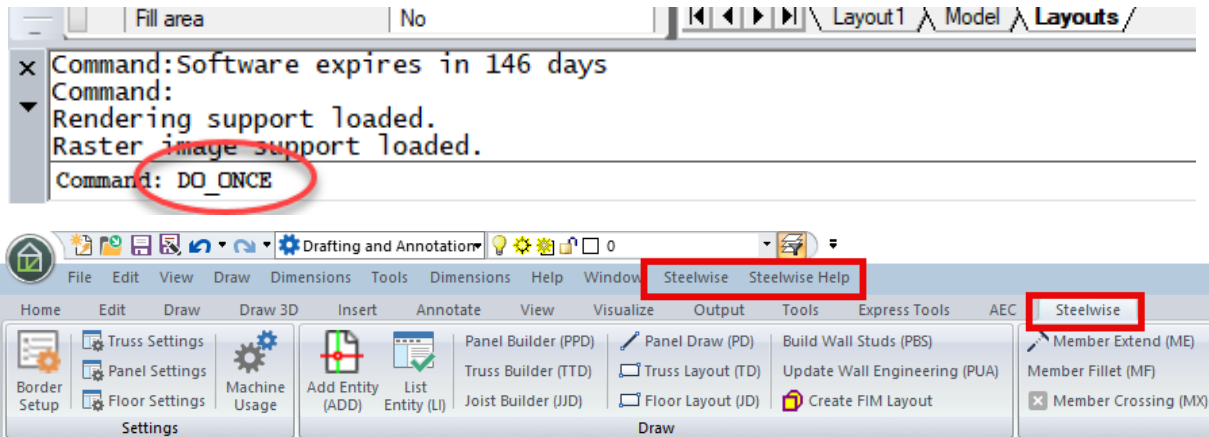 Fill area No Layout1 Model Layouts
Command:Software expires in 146 days
Command:
Rendering support loaded.
Raster image support loaded.
Command: DO_ONCE
Drafting and Annotation 0
File Edit View Draw Dimensions Tools Dimensions Help Window Steelwise Steelwise Help
Home Edit Draw Draw 3D Insert Annotate View Visualize Output Tools Express Tools AEC Steelwise
Truss Settings Panel Builder (PPD) Panel Draw (PD) Build Wall Studs (PBS) Member Extend (ME)
Panel Settings Truss Builder (TTD) Truss Layout (TD) Update Wall Engineering (PUA) Member Fillet (MF)
Border Setup Floor Settings Machine Usage Add Entity (ADD) List Entity (LI) Joist Builder (JJD) Floor Layout (JD) Create FIM Layout Member Crossing (MX)
Settings Draw